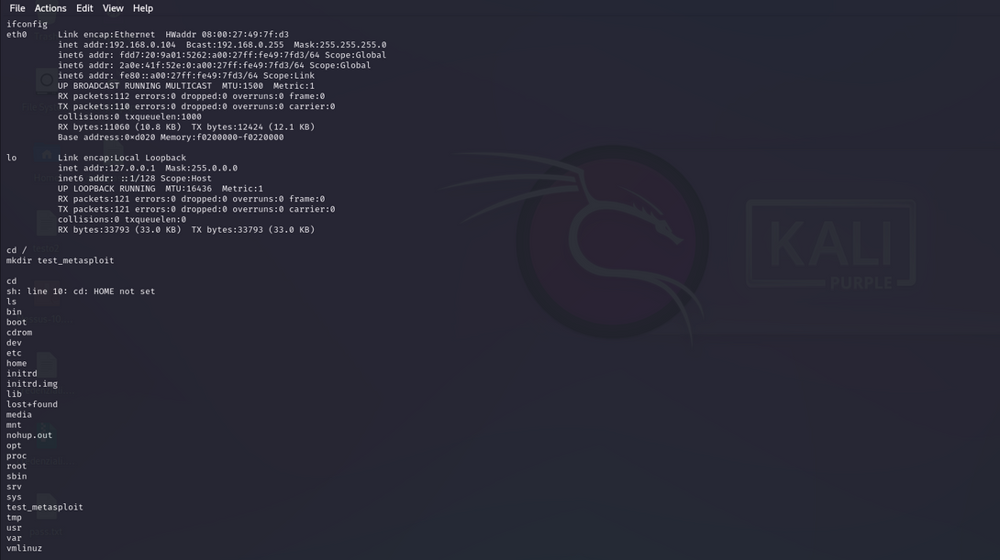 File Actions Edit View Help
ifconfig
eth0 Link encap:Ethernet HWaddr 08:00:27:49:7f:d3
inet addr:192.168.0.104 Bcast:192.168.0.255 Mask:255.255.255.0
inet6 addr: fdd7:20:9a01:5262:a00:27ff:fe49:7fd3/64 Scope:Global
inet6 addr: 2a0e:41f:52e:0:a00:27ff:fe49:7fd3/64 Scope:Global
inet6 addr: fe80::a00:27ff:fe49:7fd3/64 Scope:Link
UP BROADCAST RUNNING MULTICAST MTU:1500 Metric:1
RX packets:112 errors:0 dropped:0 overruns:0 frame:0
TX packets:110 errors:0 dropped:0 overruns:0 carrier:0
collisions:0 txqueuelen:1000
RX bytes:11060 (10.8 KB) TX bytes:12424 (12.1 KB)
Base address:0×d020 Memory:f0200000-f0220000
lo Link encap:Local Loopback
inet addr:127.0.0.1 Mask:255.0.0.0
inet6 addr: ::1/128 Scope:Host
UP LOOPBACK RUNNING MTU:16436 Metric:1
RX packets:121 errors:0 dropped:0 overruns:0 frame:0
TX packets:121 errors:0 dropped:0 overruns:0 carrier:0
collisions:0 txqueuelen:0
RX bytes:33793 (33.0 KB) TX bytes:33793 (33.0 KB)
cd /
mkdir test_metasploit
cd
sh: line 10: cd: HOME not set
ls
bin
boot
cdrom
dev
etc
home
initrd
initrd.img
lib
lost+found
media
mnt
nohup.out
opt
proc
root
sbin
srv
sys
test_metasploit
tmp
usr
var
vmlinuz
KALI
PURPLE